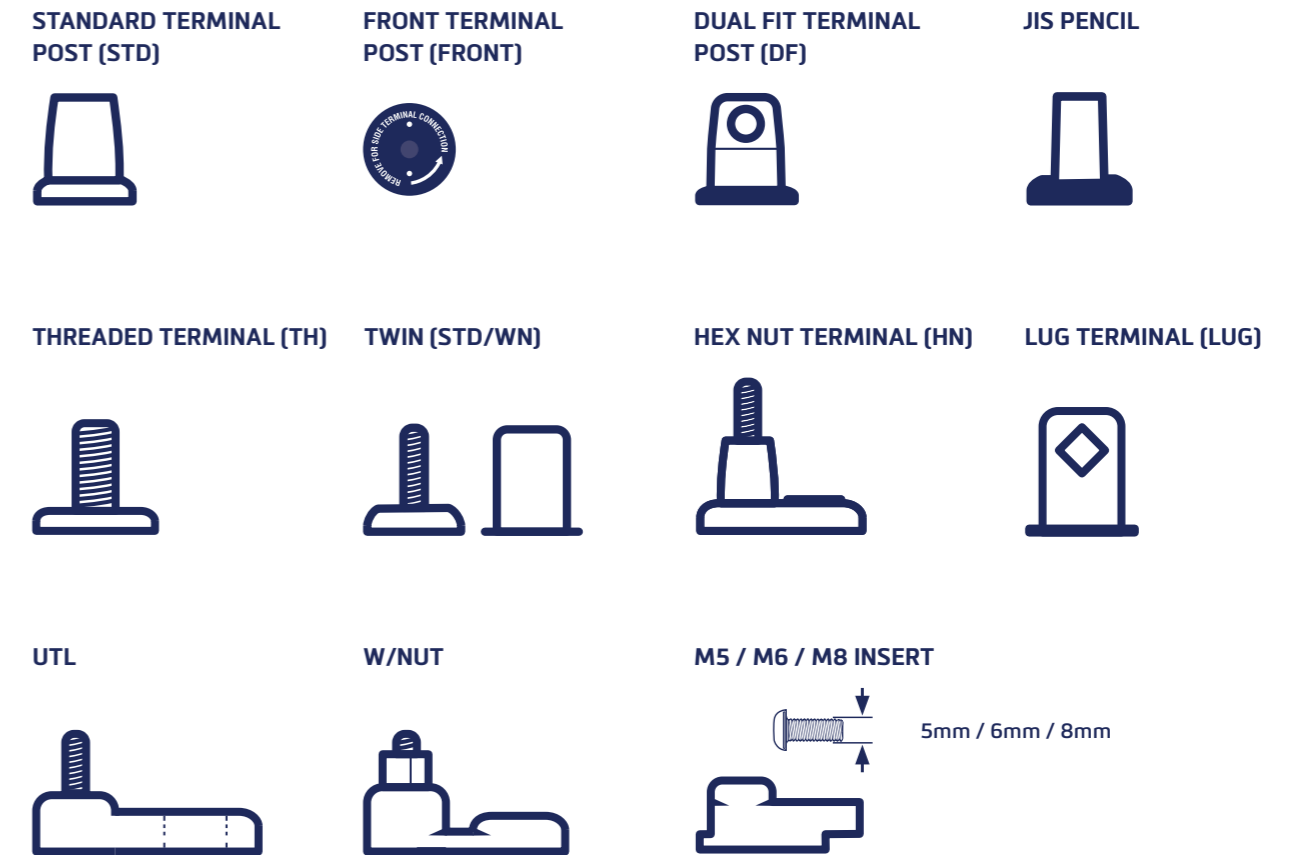 STANDARD TERMINAL
POST (STD)
FRONT TERMINAL
POST (FRONT)
DUAL FIT TERMINAL
POST (DF)
JIS PENCIL
REMOVE FOR SIDE TERMINAL CONNECTION
THREADED TERMINAL (TH)
TWIN (STD/WN)
HEX NUT TERMINAL (HN)
LUG TERMINAL (LUG)
UTL
W/NUT
M5 / M6 / M8 INSERT
5mm / 6mm / 8mm